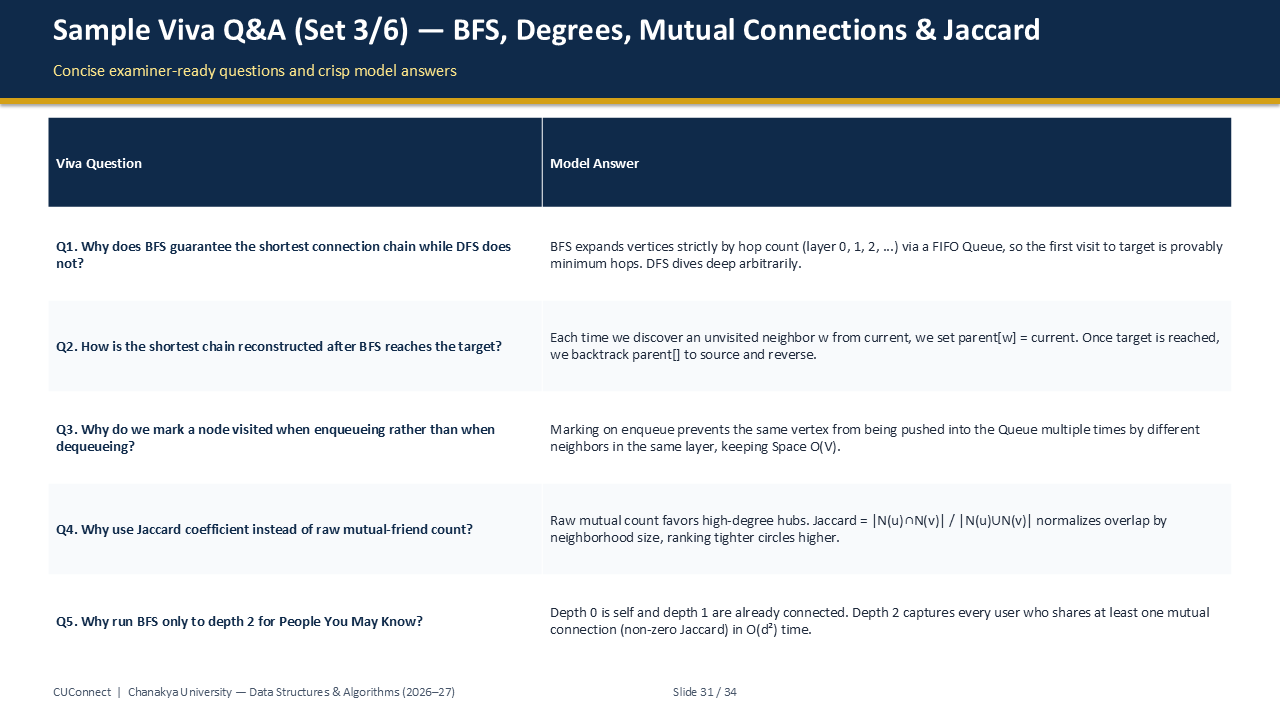 Sample Viva Q&A (Set 3/6) — BFS, Degrees, Mutual Connections & Jaccard
Concise examiner-ready questions and crisp model answers
Viva Question
Model Answer
Q1. Why does BFS guarantee the shortest connection chain while DFS does
not?
BFS expands vertices strictly by hop count (layer 0, 1, 2, ...) via a FIFO Queue, so the first visit to target is provably
minimum hops. DFS dives deep arbitrarily.
Q2. How is the shortest chain reconstructed after BFS reaches the target?
Each time we discover an unvisited neighbor w from current, we set parent[w] = current. Once target is reached,
we backtrack parent[] to source and reverse.
Q3. Why do we mark a node visited when enqueueing rather than when
dequeueing?
Marking on enqueue prevents the same vertex from being pushed into the Queue multiple times by different
neighbors in the same layer, keeping Space O(V).
Q4. Why use Jaccard coefficient instead of raw mutual-friend count?
Raw mutual count favors high-degree hubs. Jaccard = |N(u)∩N(v)| / |N(u)∪N(v)| normalizes overlap by
neighborhood size, ranking tighter circles higher.
Q5. Why run BFS only to depth 2 for People You May Know?
Depth 0 is self and depth 1 are already connected. Depth 2 captures every user who shares at least one mutual
connection (non-zero Jaccard) in O(d²) time.
CUConnect | Chanakya University — Data Structures & Algorithms (2026–27)
Slide 31 / 34